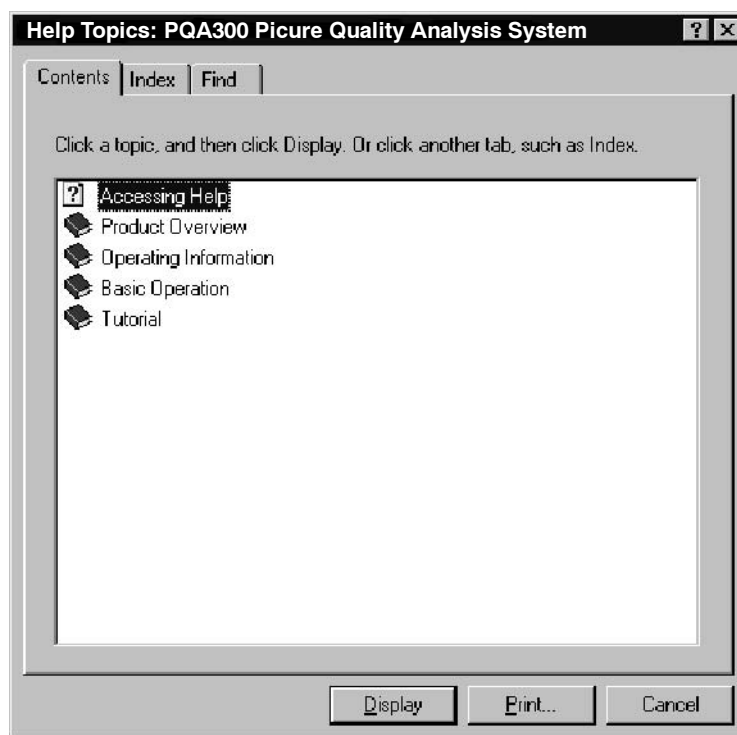 Help Topics: PQA300 Picure Quality Analysis System
Contents Index Find
Click a topic, and then click Display. Or click another tab, such as Index.
Accessing Help
Product Overview
Operating Information
Basic Operation
Tutorial
Display Print... Cancel